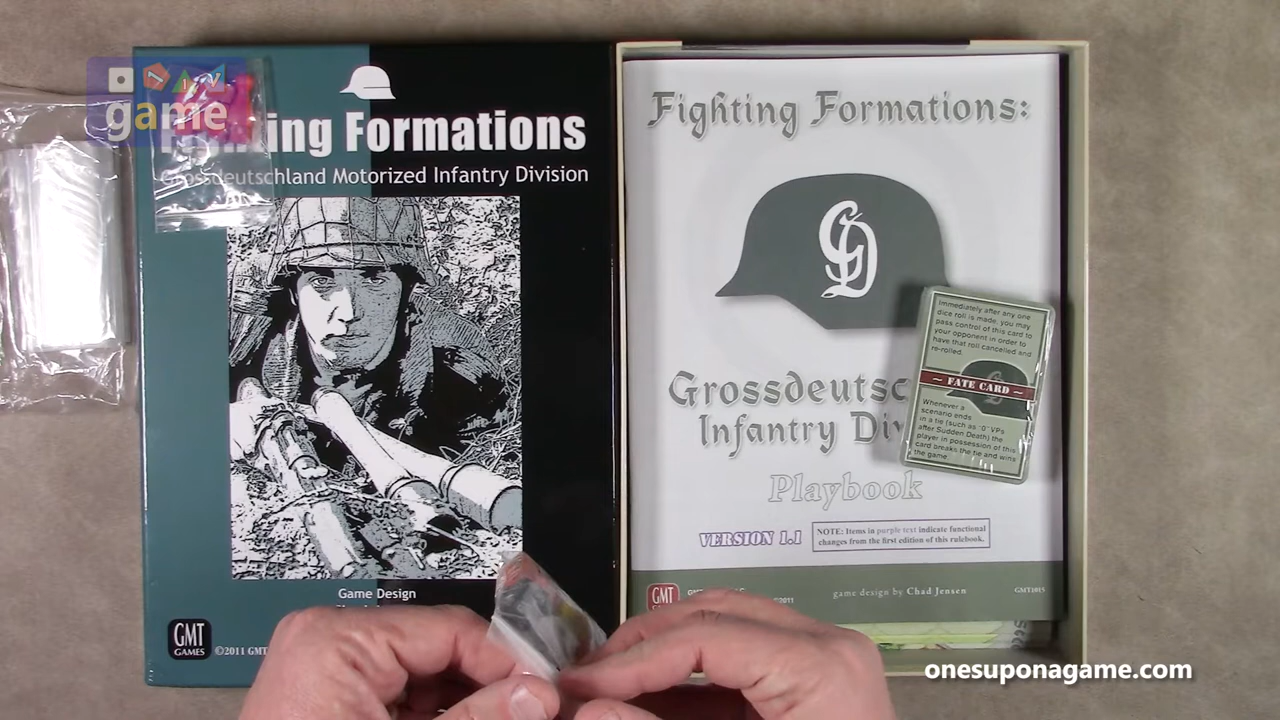 game
ing Formations
Grossdeutschland Motorized Infantry Division
Game Design
GMT
GAMES
©2011 GMT
Fighting Formations:
GD
Grossdeutsc
Infantry Div
Playbook
VERSION 1.1
NOTE: Items in purple text indicate functional
changes from the first edition of this rulebook.
GMT
©2011
game design by Chad Jensen
GMT1015
Immediately after any one
dice roll is made, you may
pass control of this card to
your opponent in order to
have that roll cancelled and
re-rolled.
~ FATE CARD ~
Whenever a
scenario ends
in a tie (such as "0" VPs
after Sudden Death) the
player in possession of this
card breaks the tie and wins
the game.
onesuponagame.com